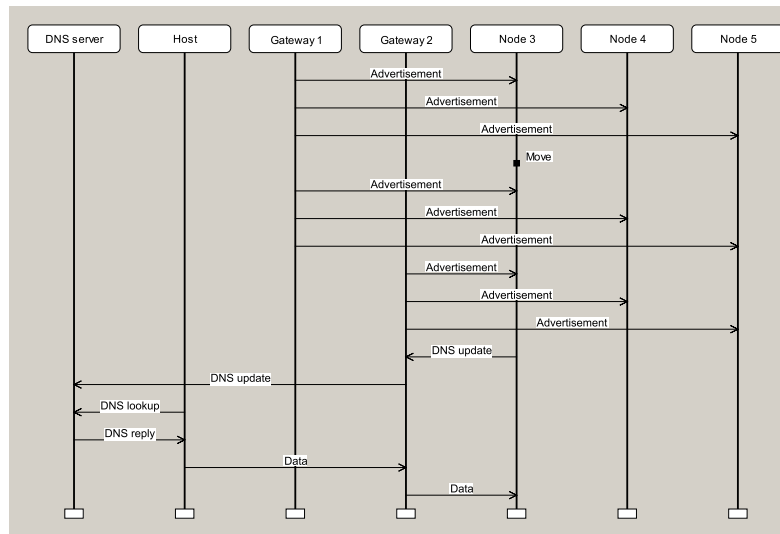 DNS server
Host
Gateway 1
Gateway 2
Node 3
Node 4
Node 5
Advertisement
Advertisement
Advertisement
Move
Advertisement
Advertisement
Advertisement
Advertisement
Advertisement
Advertisement
DNS update
DNS update
DNS lookup
DNS reply
Data
Data